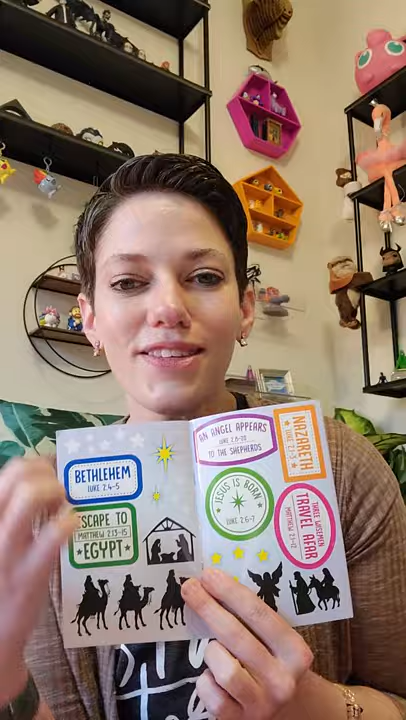 BETHLEHEM
LUKE 2:4-5
ESCAPE TO
MATTHEW 2:13-15
EGYPT
AN ANGEL APPEARS
LUKE 2:8-20
TO THE SHEPHERDS
NAZARETH
JESUS IS BORN
LUKE 2:6-7
THREE WISEMEN
TRAVEL AFAR
MATTHEW 2:1-12